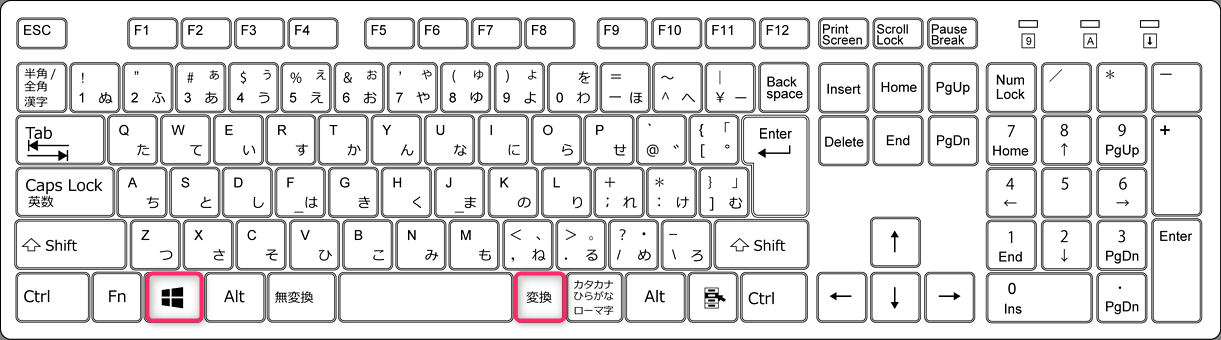 ESC F1 F2 F3 F4 F5 F6 F7 F8 F9 F10 F11 F12 Print Scroll Pause
Screen Lock Break 9 A
半角/ ! " # ぁ $ ぅ % ぇ & ぉ ' ゃ ( ゅ ) ょ を = ～ | Back Insert Home PgUp Num ／ ＊ －
全角 1 ぬ 2 ふ 3 あ 4 う 5 え 6 お 7 や 8 ゆ 9 よ 0 わ － ほ ^ へ ¥ ー space Lock
漢字
Tab Q W E R T Y U I O P ` { 「 Enter Delete End PgDn 7 8 9 +
た て い す か ん な に ら せ @ ゛ [ ° Home ↑ PgUp
Caps Lock A S D F G H J K L + * } 」 4 5 6
英数 ち と し _は き く _ま の り ; れ : け ] む ← →
Shift Z X C V B N M < 、 > 。 ? ・ _ Shift ↑ 1 2 3 Enter
つ さ そ ひ こ み も , ね . る / め \ ろ End ↓ PgDn
Ctrl Fn Alt 無変換 変換 カタカナ Alt Ctrl ← ↓ → 0 .
ひらがな Ins PgDn
ローマ字